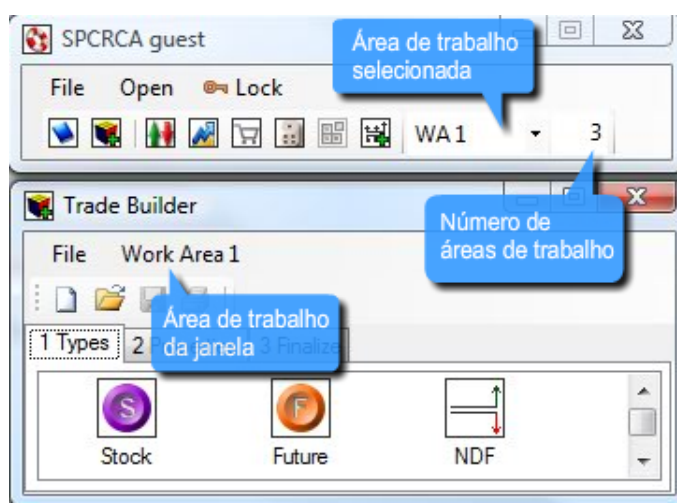 SPCRCA guest
Área de trabalho
selecionada
File Open Lock
WA 1 3
Trade Builder
Número de
áreas de trabalho
File Work Area 1
Área de trabalho
da janela
1 Types 2 3 Finalize
Stock Future NDF